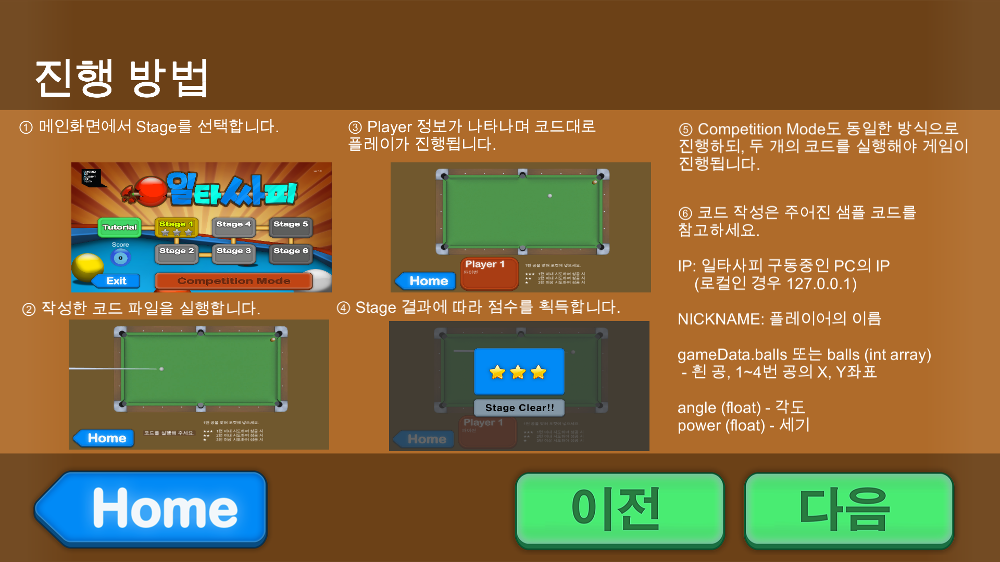 진행 방법
① 메인화면에서 Stage를 선택합니다.
SAMSUNG
SW
ACADEMY
FOR
YOUTH
ver 1.0
일타싸피
Tutorial
Stage 1
Stage 4
Stage 5
Score
0
Stage 2
Stage 3
Stage 6
Exit
Competition Mode
② 작성한 코드 파일을 실행합니다.
1번 공을 맞혀 포켓에 넣으세요.
Home
코드를 실행해 주세요.
★★★ 1턴 이내 시도하여 성공 시
★★ 2턴 이내 시도하여 성공 시
★ 3턴 이상 시도하여 성공 시
③ Player 정보가 나타나며 코드대로
플레이가 진행됩니다.
Player 1
파이썬
1번 공을 맞혀 포켓에 넣으세요.
Home
★★★ 1턴 이내 시도하여 성공 시
★★ 2턴 이내 시도하여 성공 시
★ 3턴 이상 시도하여 성공 시
④ Stage 결과에 따라 점수를 획득합니다.
Stage Clear!!
Player 1
파이썬
1번 공을 맞혀 포켓에 넣으세요.
Home
★★★ 1턴 이내 시도하여 성공 시
★★ 2턴 이내 시도하여 성공 시
★ 2턴 이상 시도하여 성공 시
⑤ Competition Mode도 동일한 방식으로
진행하되, 두 개의 코드를 실행해야 게임이
진행됩니다.
⑥ 코드 작성은 주어진 샘플 코드를
참고하세요.
IP: 일타사피 구동중인 PC의 IP
(로컬인 경우 127.0.0.1)
NICKNAME: 플레이어의 이름
gameData.balls 또는 balls (int array)
- 흰 공, 1~4번 공의 X, Y좌표
angle (float) - 각도
power (float) - 세기
Home
이전
다음